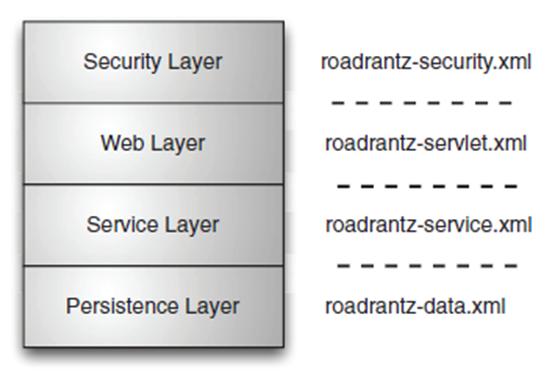 Security Layer roadrantz-security.xml
Web Layer roadrantz-servlet.xml
Service Layer roadrantz-service.xml
Persistence Layer roadrantz-data.xml